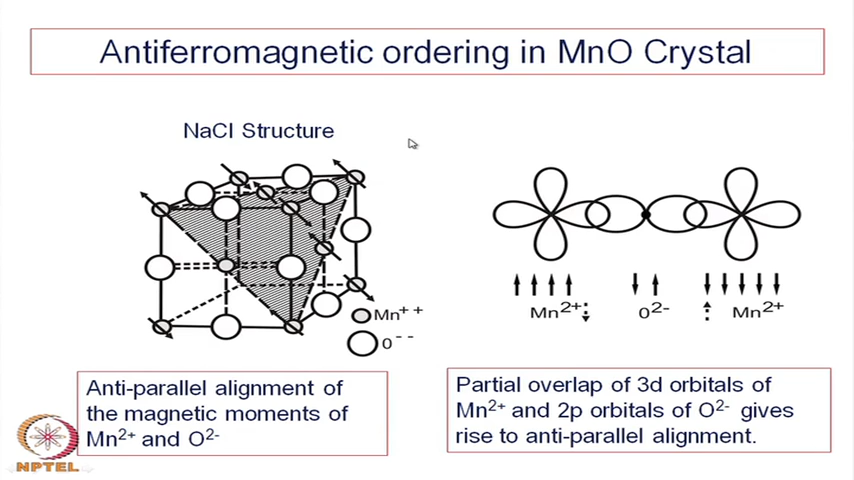 Antiferromagnetic ordering in MnO Crystal
NaCl Structure
Mn⁺⁺
O⁻⁻
Mn²⁺
O²⁻
Mn²⁺
Anti-parallel alignment of
the magnetic moments of
Mn²⁺ and O²⁻
Partial overlap of 3d orbitals of
Mn²⁺ and 2p orbitals of O²⁻ gives
rise to anti-parallel alignment.
NPTEL